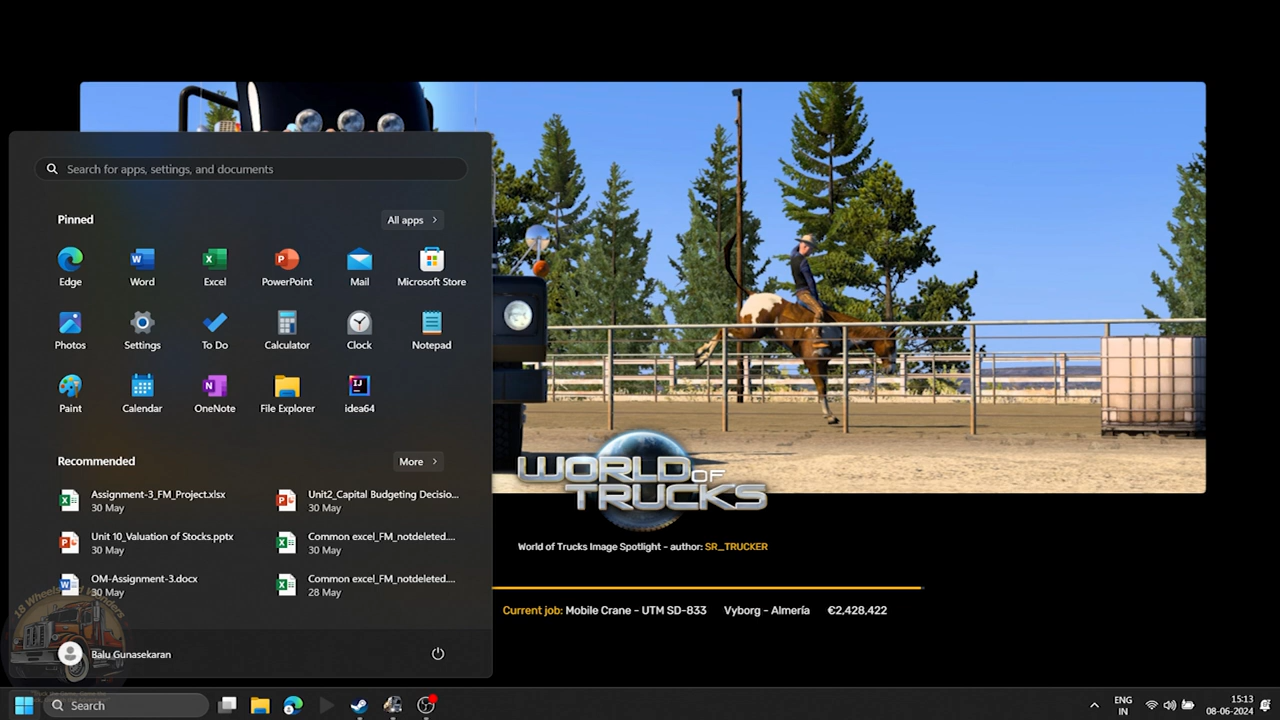 Search for apps, settings, and documents
Pinned
All apps
Edge
Word
Excel
PowerPoint
Mail
Microsoft Store
Photos
Settings
To Do
Calculator
Clock
Notepad
Paint
Calendar
OneNote
File Explorer
idea64
Recommended
More
Assignment-3_FM_Project.xlsx
30 May
Unit2_Capital Budgeting Decisio...
30 May
Unit 10_Valuation of Stocks.pptx
30 May
Common excel_FM_notdeleted....
30 May
OM-Assignment-3.docx
30 May
Common excel_FM_notdeleted....
28 May
Balu Gunasekaran
WORLD OF
TRUCKS
World of Trucks Image Spotlight - author: SR_TRUCKER
Current job: Mobile Crane - UTM SD-833 Vyborg - Almería €2,428,422
Search
ENG
IN
15:13
08-06-2024